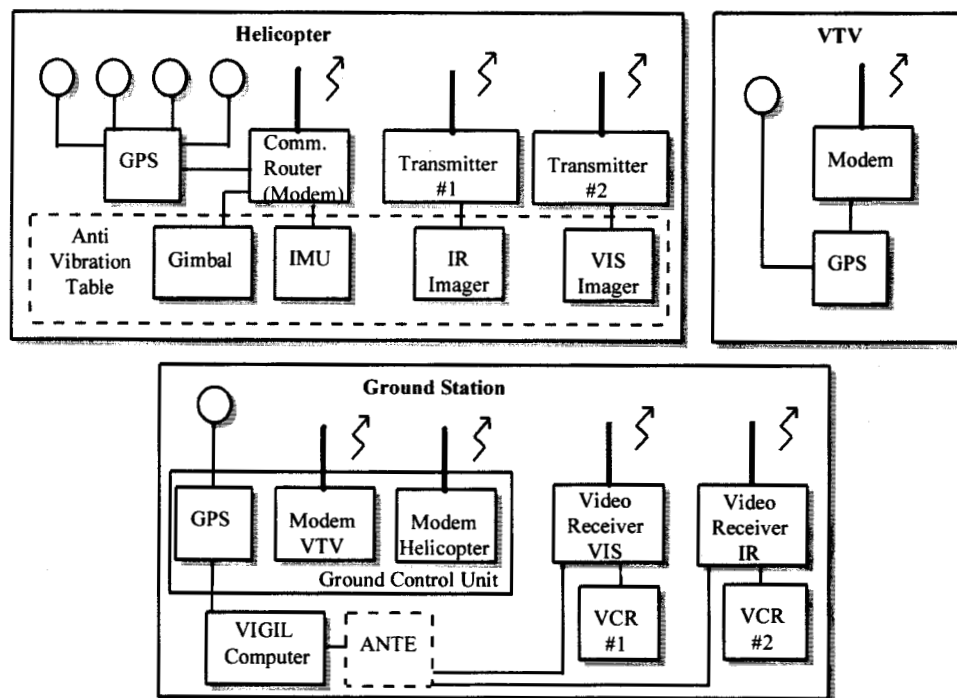 Helicopter
GPS
Comm.
Router
(Modem)
Transmitter
#1
Transmitter
#2
Anti
Vibration
Table
Gimbal
IMU
IR
Imager
VIS
Imager
VTV
Modem
GPS
Ground Station
GPS
Modem
VTV
Modem
Helicopter
Ground Control Unit
Video
Receiver
VIS
Video
Receiver
IR
VIGIL
Computer
ANTE
VCR
#1
VCR
#2